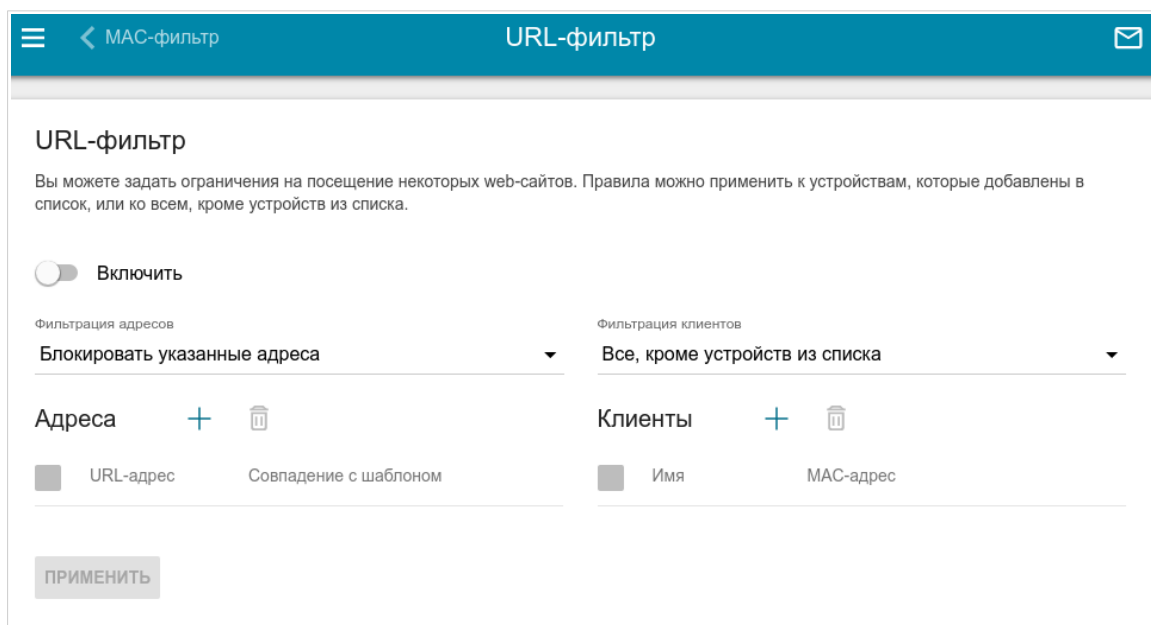 МАС-фильтр
URL-фильтр
URL-фильтр
Вы можете задать ограничения на посещение некоторых web-сайтов. Правила можно применить к устройствам, которые добавлены в
список, или ко всем, кроме устройств из списка.
Включить
Фильтрация адресов
Блокировать указанные адреса
Фильтрация клиентов
Все, кроме устройств из списка
Адреса
URL-адрес Совпадение с шаблоном
Клиенты
Имя МАС-адрес
ПРИМЕНИТЬ